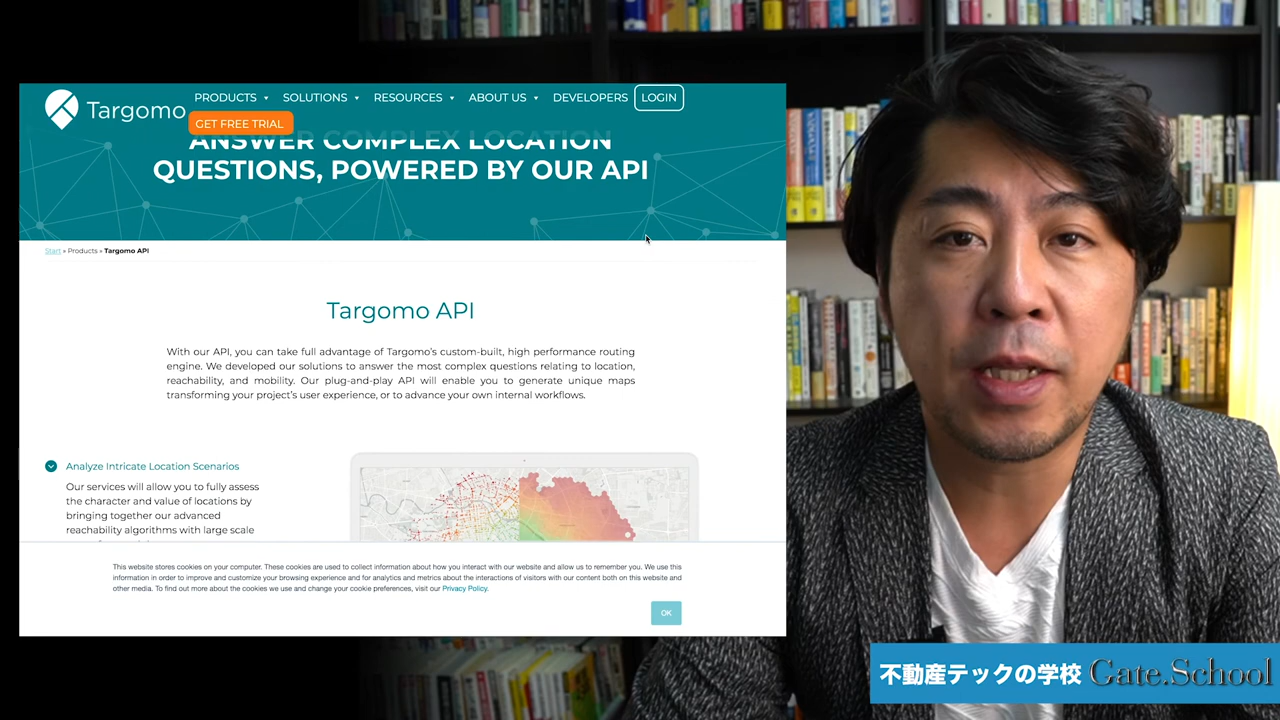 Targomo
PRODUCTS
SOLUTIONS
RESOURCES
ABOUT US
DEVELOPERS
LOGIN
GET FREE TRIAL
ANSWER COMPLEX LOCATION
QUESTIONS, POWERED BY OUR API
Start » Products » Targomo API
Targomo API
With our API, you can take full advantage of Targomo's custom-built, high performance routing
engine. We developed our solutions to answer the most complex questions relating to location,
reachability, and mobility. Our plug-and-play API will enable you to generate unique maps
transforming your project's user experience, or to advance your own internal workflows.
Analyze Intricate Location Scenarios
Our services will allow you to fully assess
the character and value of locations by
bringing together our advanced
reachability algorithms with large scale
This website stores cookies on your computer. These cookies are used to collect information about how you interact with our website and allow us to remember you. We use this
information in order to improve and customize your browsing experience and for analytics and metrics about the interactions of visitors with our content both on this website and
other media. To find out more about the cookies we use and change your cookie preferences, visit our Privacy Policy.
OK
不動産テックの学校 Gate.School